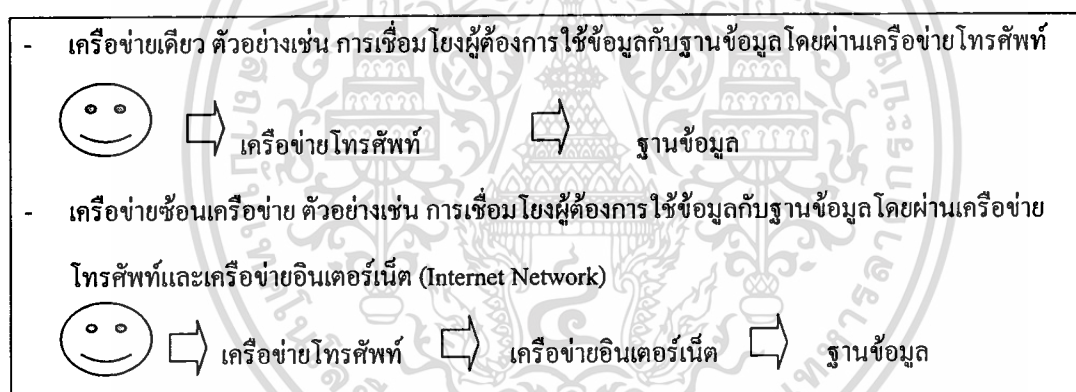 - เครือข่ายเดียว ตัวอย่างเช่น การเชื่อมโยงผู้ต้องการใช้ข้อมูลกับฐานข้อมูลโดยผ่านเครือข่ายโทรศัพท์
เครือข่ายโทรศัพท์ ฐานข้อมูล
- เครือข่ายซ้อนเครือข่าย ตัวอย่างเช่น การเชื่อมโยงผู้ต้องการใช้ข้อมูลกับฐานข้อมูลโดยผ่านเครือข่าย
โทรศัพท์และเครือข่ายอินเตอร์เน็ต (Internet Network)
เครือข่ายโทรศัพท์ เครือข่ายอินเตอร์เน็ต ฐานข้อมูล